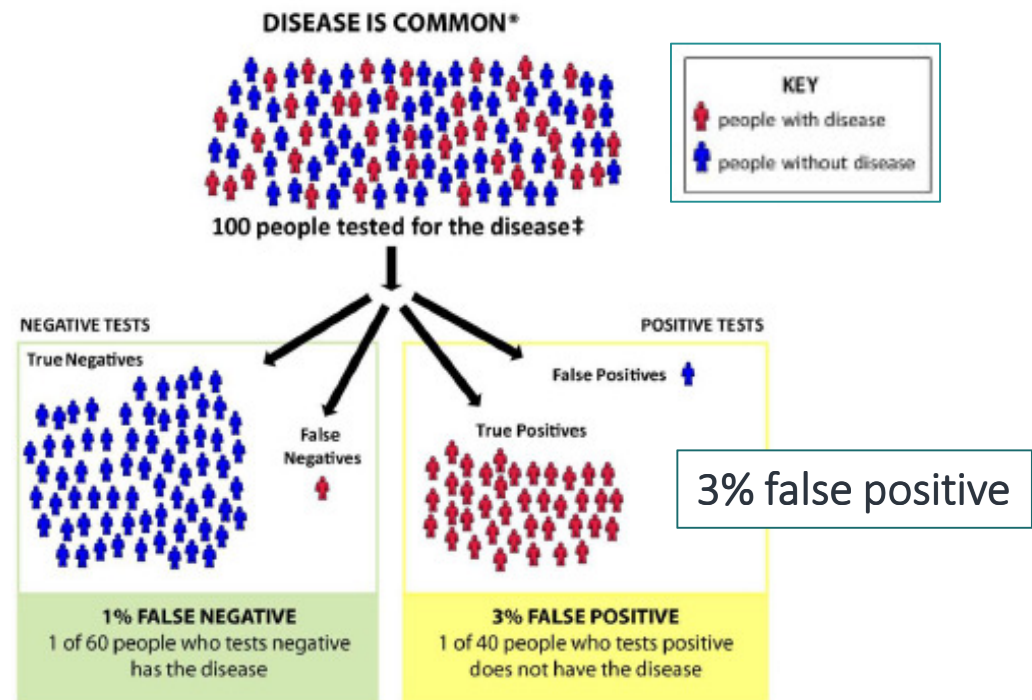 DISEASE IS COMMON*
KEY
people with disease
people without disease
100 people tested for the disease‡
NEGATIVE TESTS
POSITIVE TESTS
True Negatives
False Positives
False
Negatives
True Positives
3% false positive
1% FALSE NEGATIVE
1 of 60 people who tests negative
has the disease
3% FALSE POSITIVE
1 of 40 people who tests positive
does not have the disease